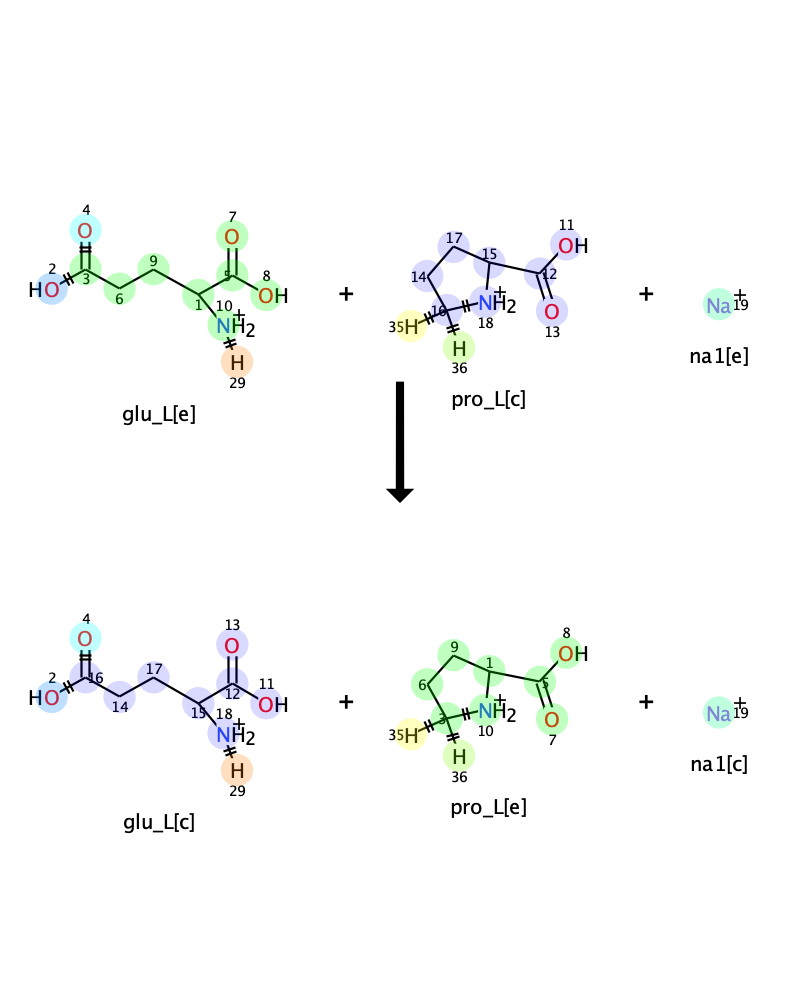 4 7 11
2 O O 9 17 15 OH
HO 3 6 1 5 8 OH 14 12
10 + NH2 + 16 NH2 + O + Na + 19
H 35 H H 18 13
29 36
glu_L[e] pro_L[c] na1[e]
4 13 8
2 O O 17 9 1 OH
HO 16 14 15 12 11 OH 6 5
18 + NH2 + 3 NH2 + O + Na + 19
H 35 H H 10 7
29 36
glu_L[c] pro_L[e] na1[c]